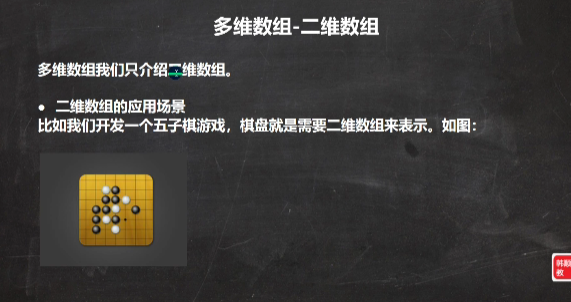 多维数组-二维数组
多维数组我们只介绍二维数组。
● 二维数组的应用场景
比如我们开发一个五子棋游戏，棋盘就是需要二维数组来表示。如图：